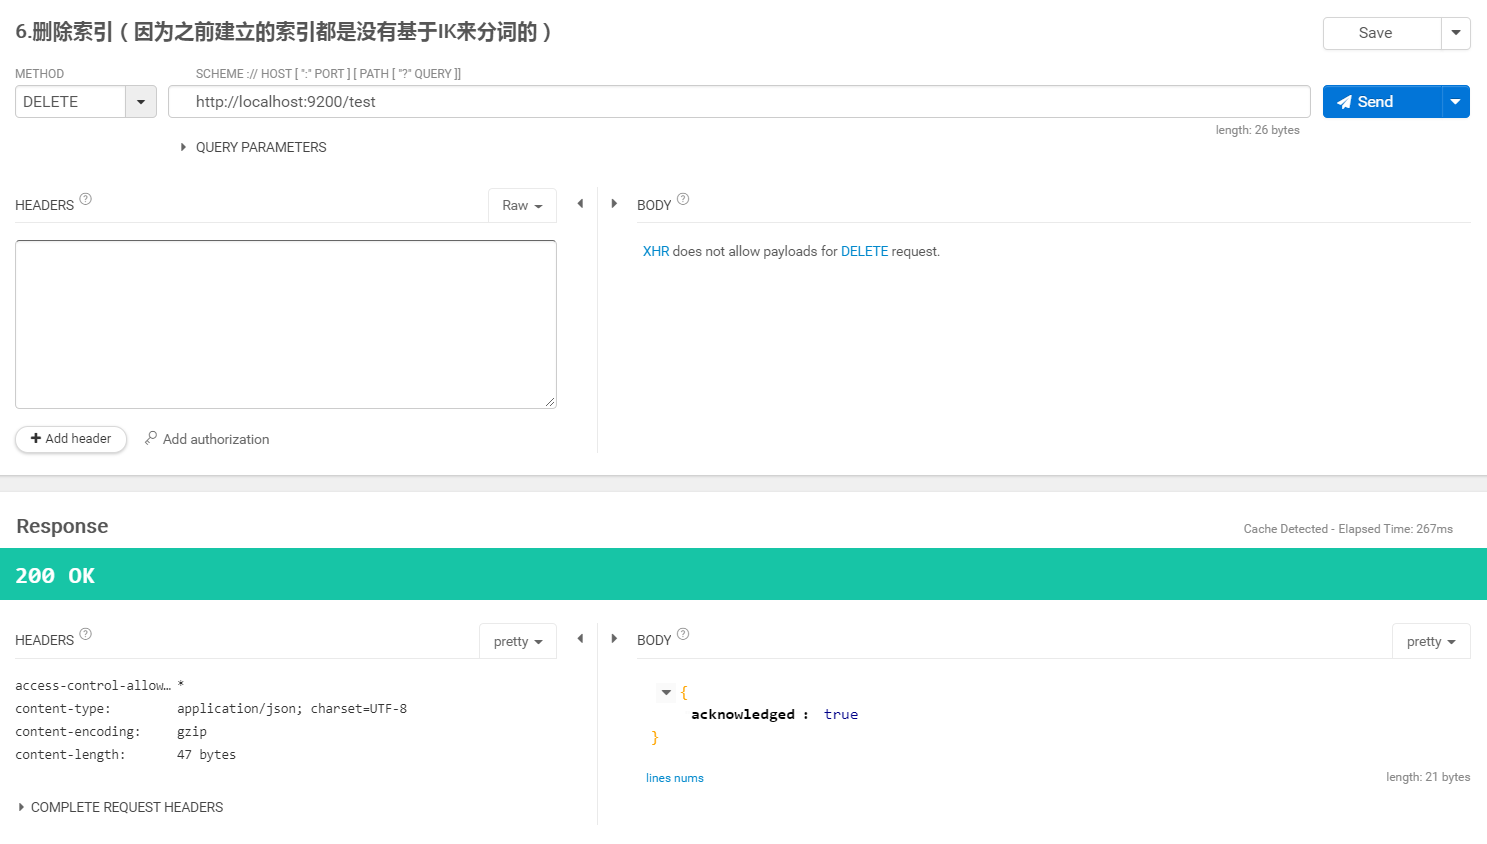 6.删除索引（因为之前建立的索引都是没有基于IK来分词的）
Save
METHOD
SCHEME :// HOST [ ":" PORT ] [ PATH [ "?" QUERY ]]
DELETE
http://localhost:9200/test
Send
length: 26 bytes
QUERY PARAMETERS
HEADERS ?
Raw
BODY ?
XHR does not allow payloads for DELETE request.
+ Add header
Add authorization
Response
Cache Detected - Elapsed Time: 267ms
200 OK
HEADERS ?
pretty
BODY ?
pretty
access-control-allow… *
content-type: application/json; charset=UTF-8
content-encoding: gzip
content-length: 47 bytes
{
acknowledged : true
}
lines nums
length: 21 bytes
COMPLETE REQUEST HEADERS